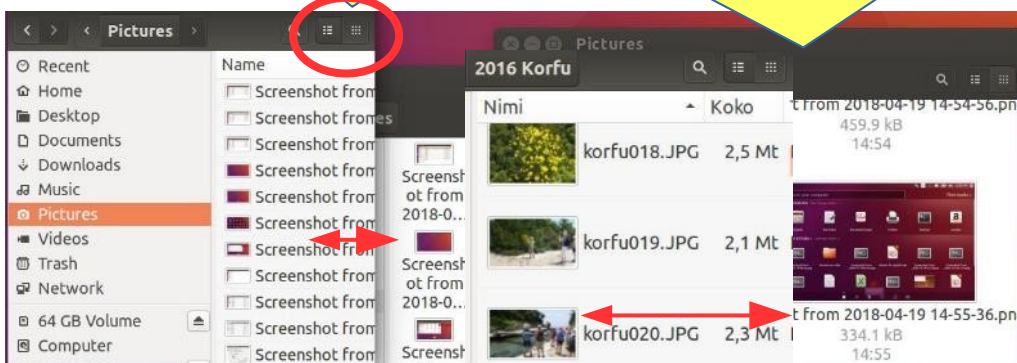 Pictures
Recent
Home
Desktop
Documents
Downloads
Music
Pictures
Videos
Trash
Network
64 GB Volume
Computer
Name
Screenshot from
Screenshot from
Screenshot from
Screenshot from
Screenshot from
Screenshot from
Screenshot from
Screenshot from
Screenshot from
Screenshot from
Screenshot from
es
Screensh
ot from
2018-0...
Screensh
ot from
2018-0...
Screensh
Pictures
2016 Korfu
Nimi Koko
korfu018.JPG 2,5 Mt
korfu019.JPG 2,1 Mt
korfu020.JPG 2,3 Mt
t from 2018-04-19 14-54-56.pn
459.9 kB
14:54
t from 2018-04-19 14-55-36.pn
334.1 kB
14:55